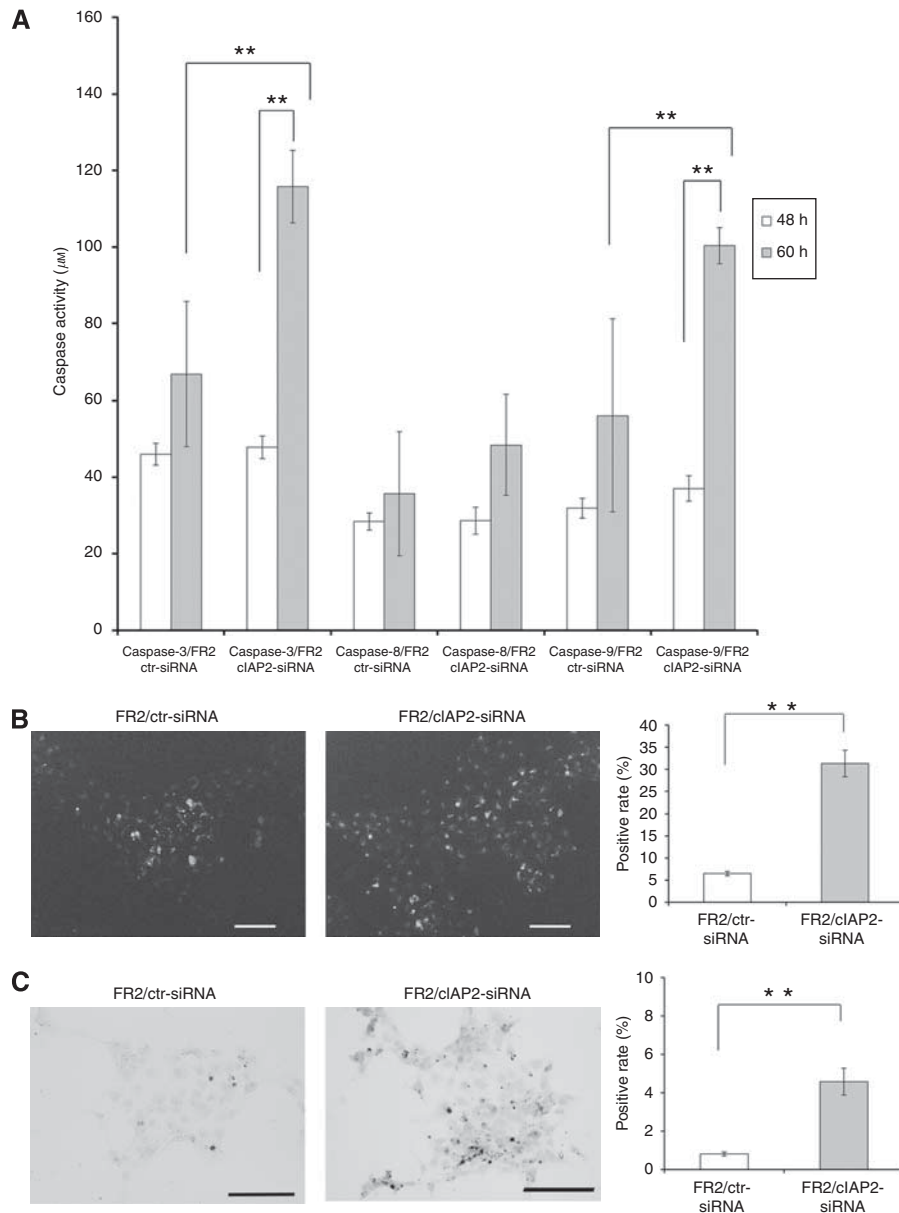 A
160
140
120
100
80
60
40
20
0
Caspase activity (μM)
**
**
**
**
48 h
60 h
Caspase-3/FR2
ctr-siRNA
Caspase-3/FR2
cIAP2-siRNA
Caspase-8/FR2
ctr-siRNA
Caspase-8/FR2
cIAP2-siRNA
Caspase-9/FR2
ctr-siRNA
Caspase-9/FR2
cIAP2-siRNA
B
FR2/ctr-siRNA
FR2/cIAP2-siRNA
Positive rate (%)
40
35
30
25
20
15
10
5
0
* *
FR2/ctr-
siRNA
FR2/cIAP2-
siRNA
C
FR2/ctr-siRNA
FR2/cIAP2-siRNA
Positive rate (%)
10
8
6
4
2
0
* *
FR2/ctr-
siRNA
FR2/cIAP2-
siRNA